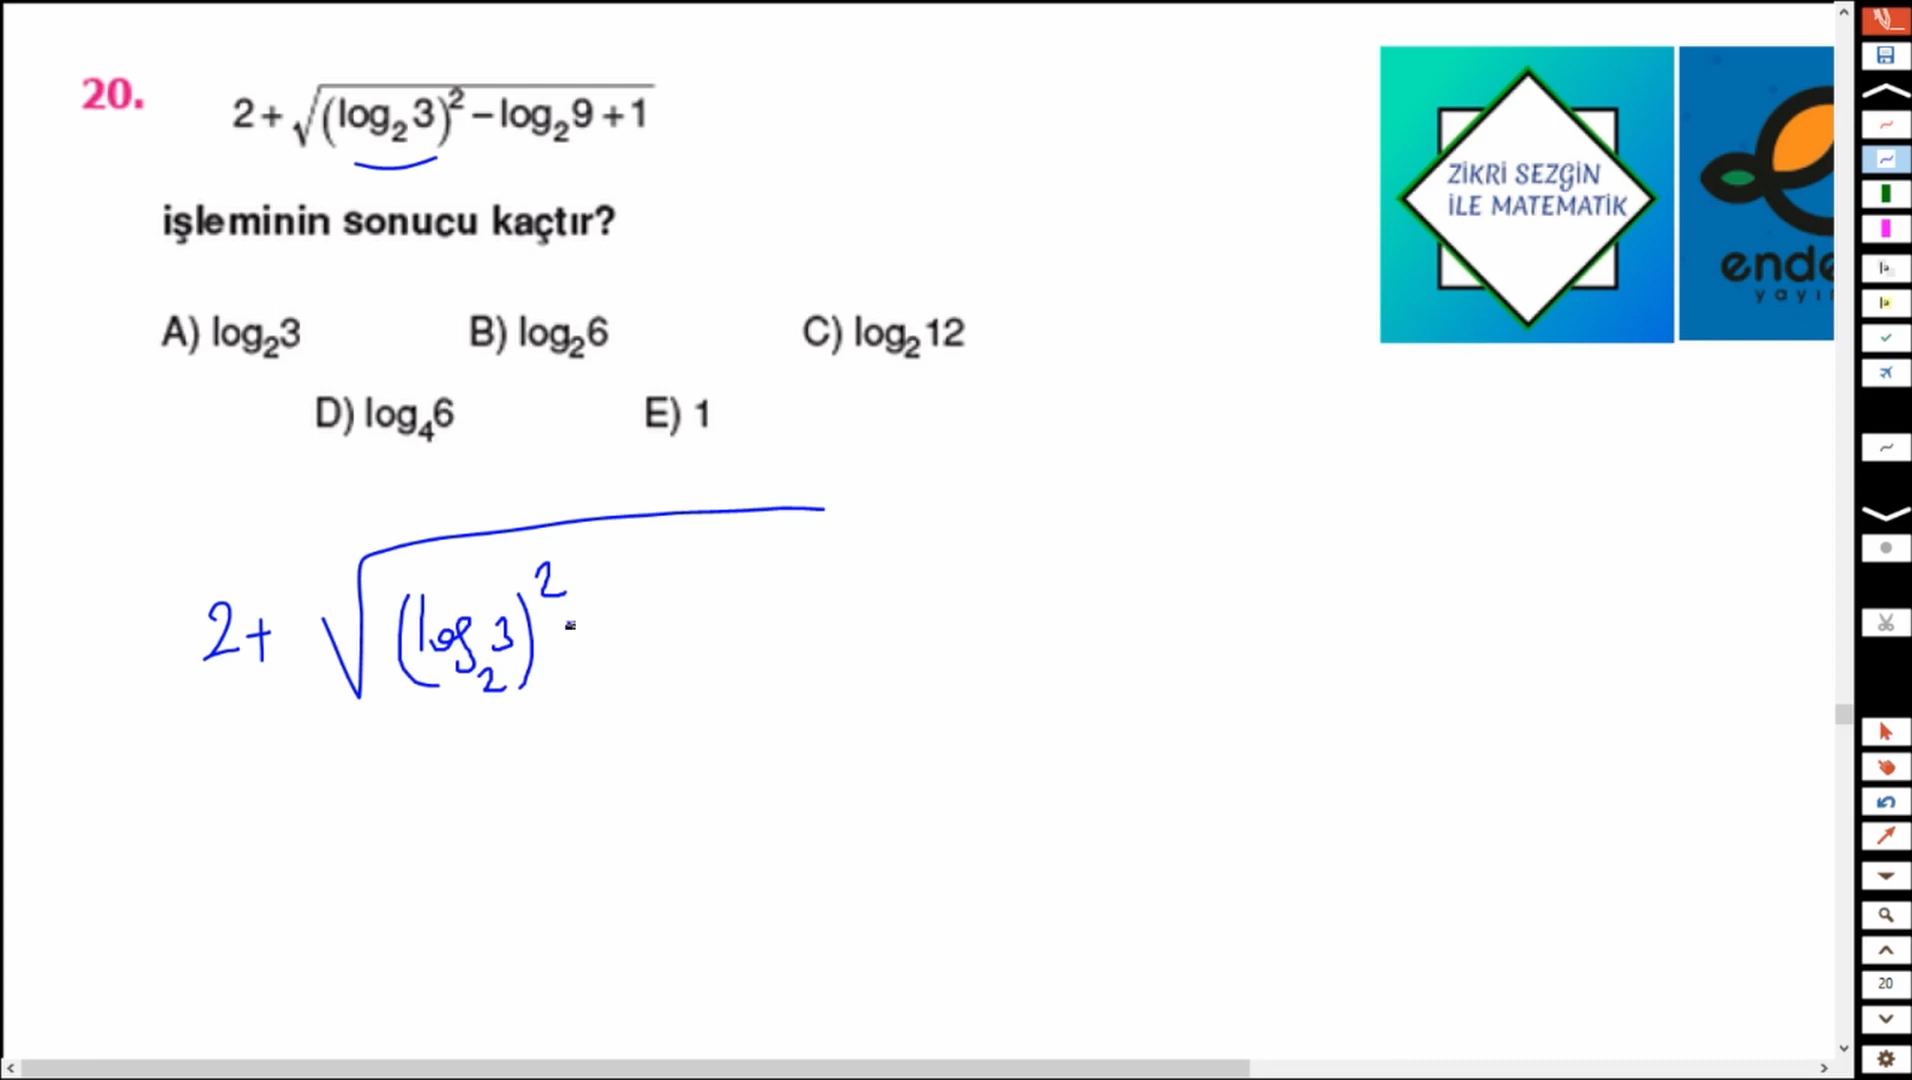 20. 2 + √((log₂3)² − log₂9 + 1)
işleminin sonucu kaçtır?
A) log₂3 B) log₂6 C) log₂12
D) log₄6 E) 1
ZİKRİ SEZGİN
İLE MATEMATİK
ende
yayı
2+ √(log₂3)²
20